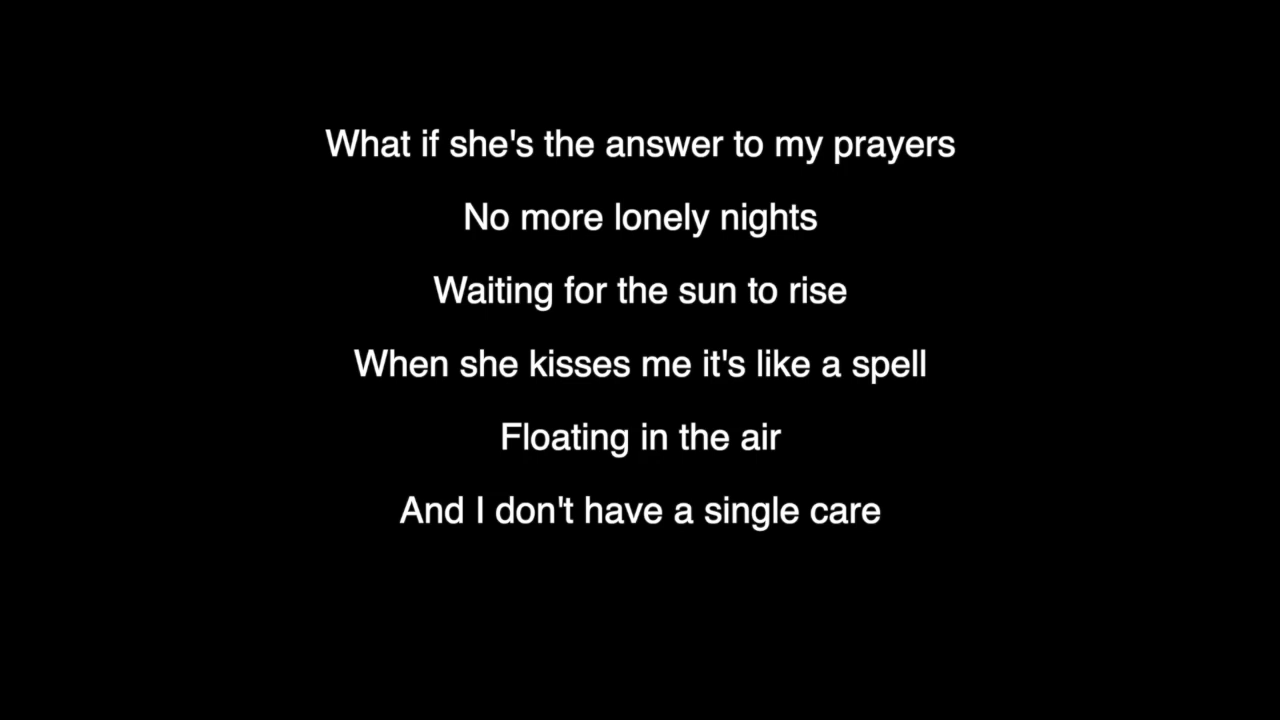 What if she's the answer to my prayers
No more lonely nights
Waiting for the sun to rise
When she kisses me it's like a spell
Floating in the air
And I don't have a single care